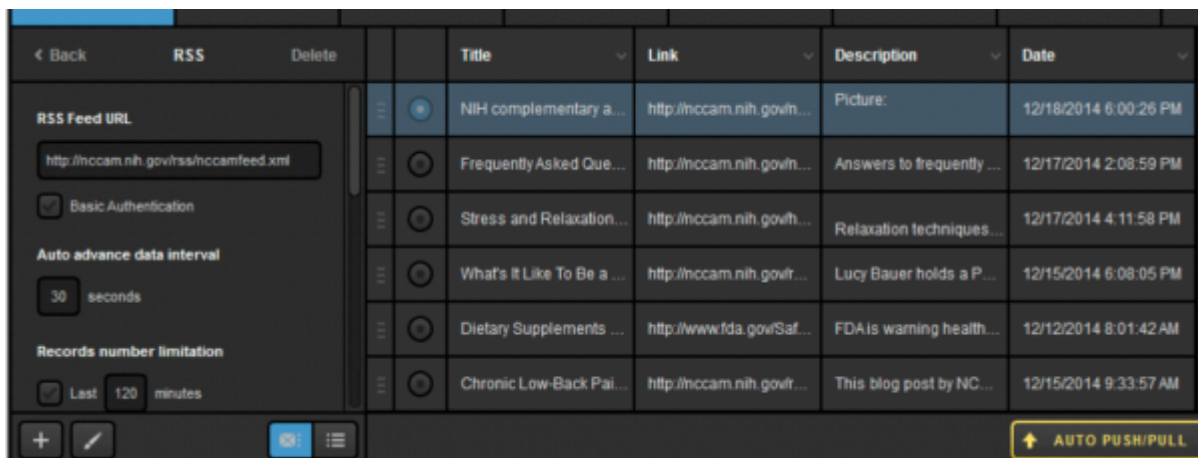 < Back RSS Delete
RSS Feed URL
http://nccam.nih.gov/rss/nccamfeed.xml
Basic Authentication
Auto advance data interval
30 seconds
Records number limitation
Last 120 minutes
Title Link Description Date
NIH complementary a... http://nccam.nih.gov/n... Picture: 12/18/2014 6:00:26 PM
Frequently Asked Que... http://nccam.nih.gov/n... Answers to frequently ... 12/17/2014 2:08:59 PM
Stress and Relaxation... http://nccam.nih.gov/h... Relaxation techniques... 12/17/2014 4:11:58 PM
What's It Like To Be a ... http://nccam.nih.gov/r... Lucy Bauer holds a P... 12/15/2014 6:08:05 PM
Dietary Supplements ... http://www.fda.gov/Saf... FDA is warning health... 12/12/2014 8:01:42 AM
Chronic Low-Back Pai... http://nccam.nih.gov/r... This blog post by NC... 12/15/2014 9:33:57 AM
AUTO PUSH/PULL